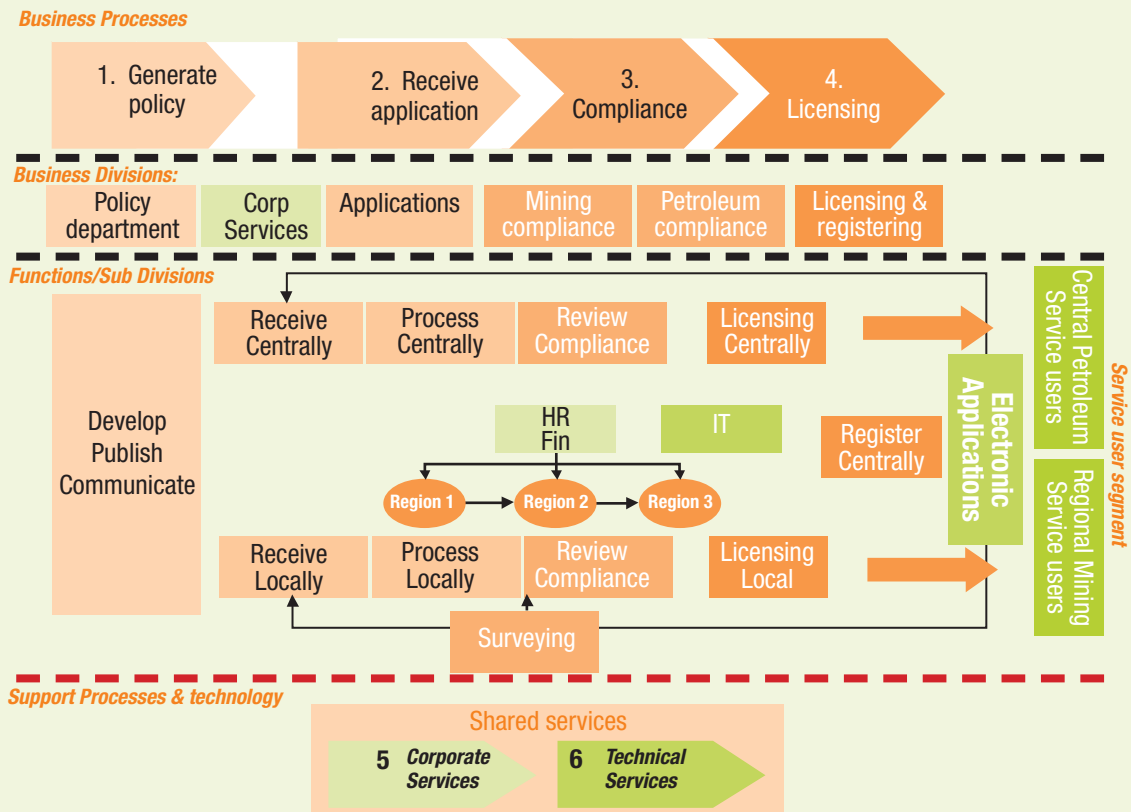 Business Processes
1. Generate
policy
2. Receive
application
3.
Compliance
4.
Licensing
Business Divisions:
Policy
department
Corp
Services
Applications
Mining
compliance
Petroleum
compliance
Licensing &
registering
Functions/Sub Divisions
Develop
Publish
Communicate
Receive
Centrally
Process
Centrally
Review
Compliance
Licensing
Centrally
HR
Fin
IT
Register
Centrally
Electronic
Applications
Central Petroleum
Service users
Regional Mining
Service users
Service user segment
Region 1
Region 2
Region 3
Receive
Locally
Process
Locally
Review
Compliance
Licensing
Local
Surveying
Support Processes & technology
Shared services
5 Corporate
Services
6 Technical
Services